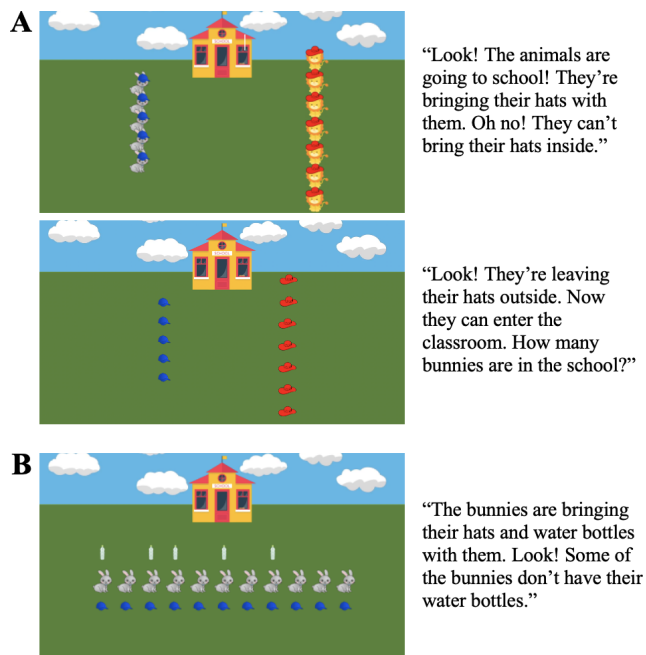 A
“Look! The animals are
going to school! They’re
bringing their hats with
them. Oh no! They can’t
bring their hats inside.”
SCHOOL
“Look! They’re leaving
their hats outside. Now
they can enter the
classroom. How many
bunnies are in the school?”
SCHOOL
B
“The bunnies are bringing
their hats and water bottles
with them. Look! Some of
the bunnies don’t have their
water bottles.”
SCHOOL